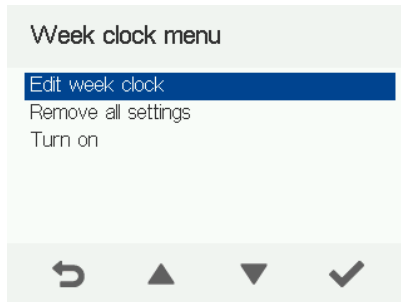 Week clock menu
Edit week clock
Remove all settings
Turn on